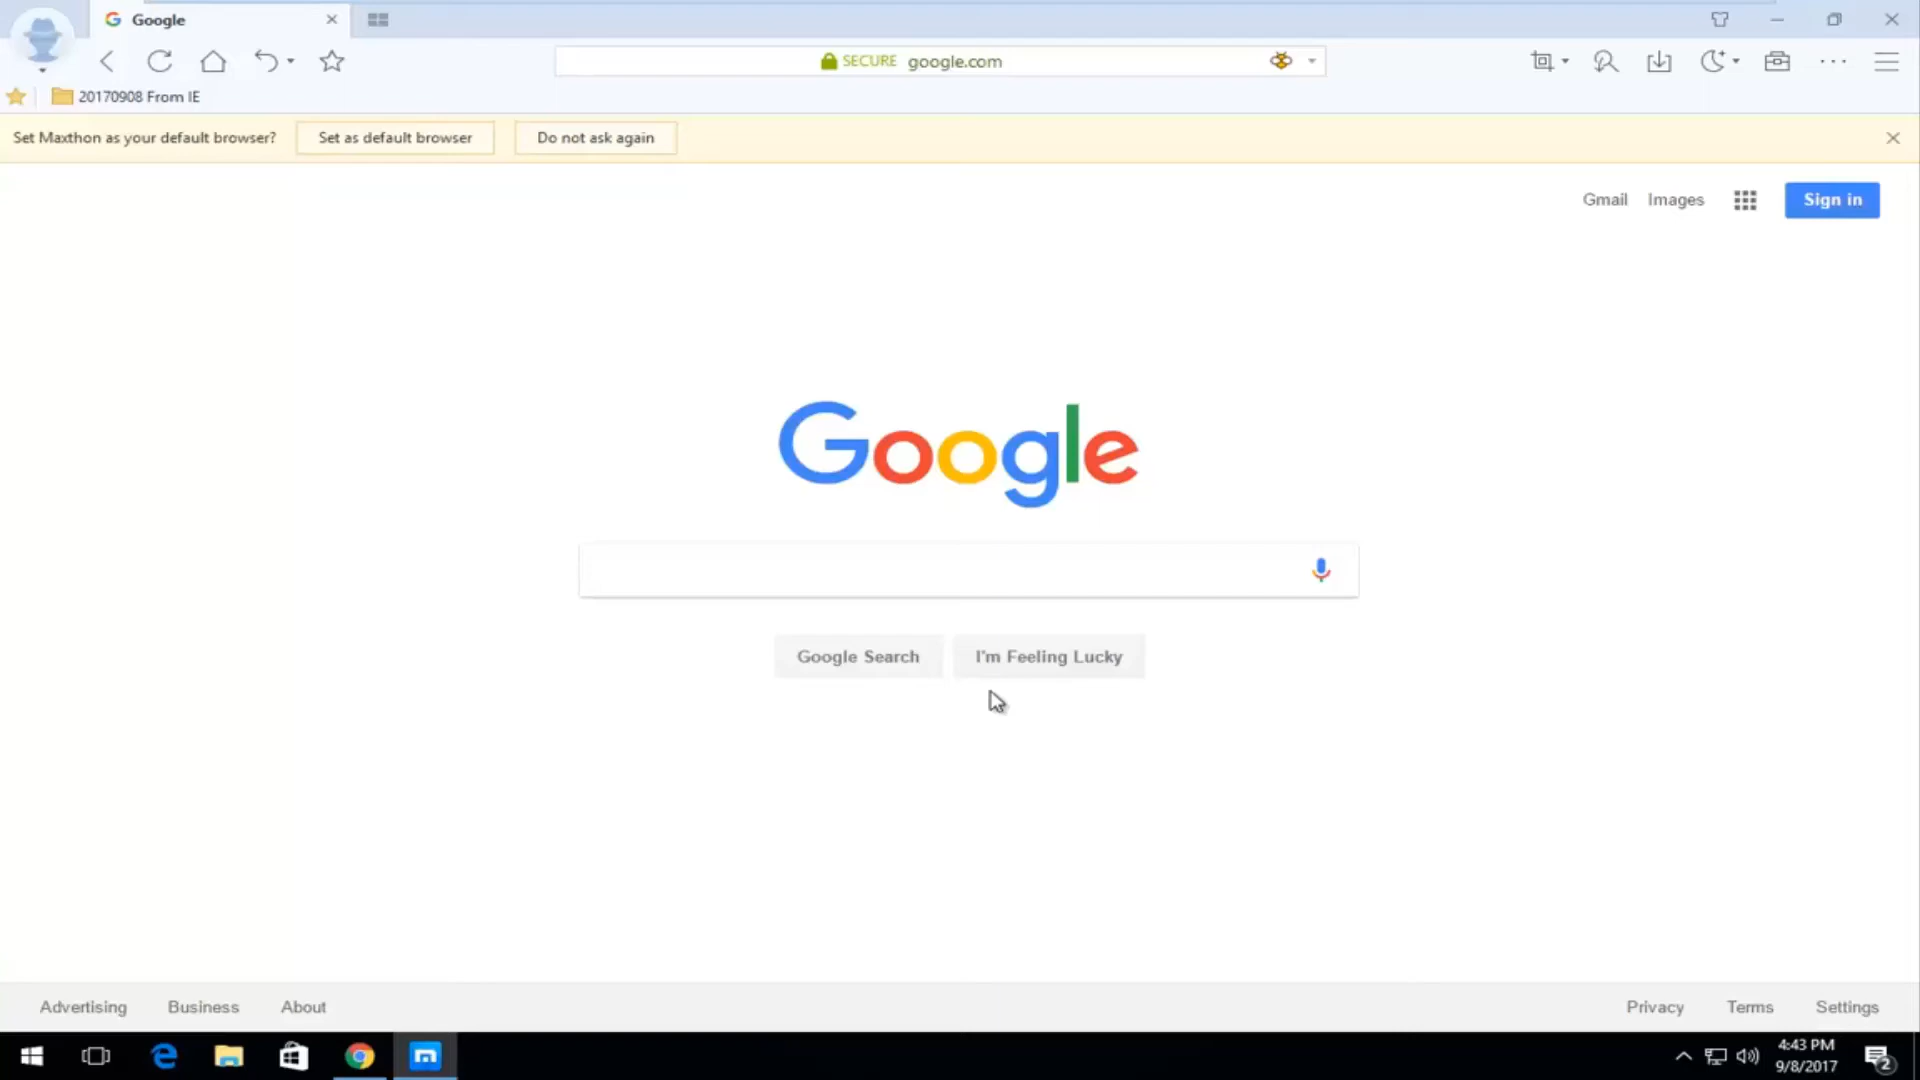 Google
SECURE google.com
20170908 From IE
Set Maxthon as your default browser? Set as default browser Do not ask again
Gmail Images Sign in
Google
Google Search I'm Feeling Lucky
Advertising Business About Privacy Terms Settings
4:43 PM
9/8/2017
2